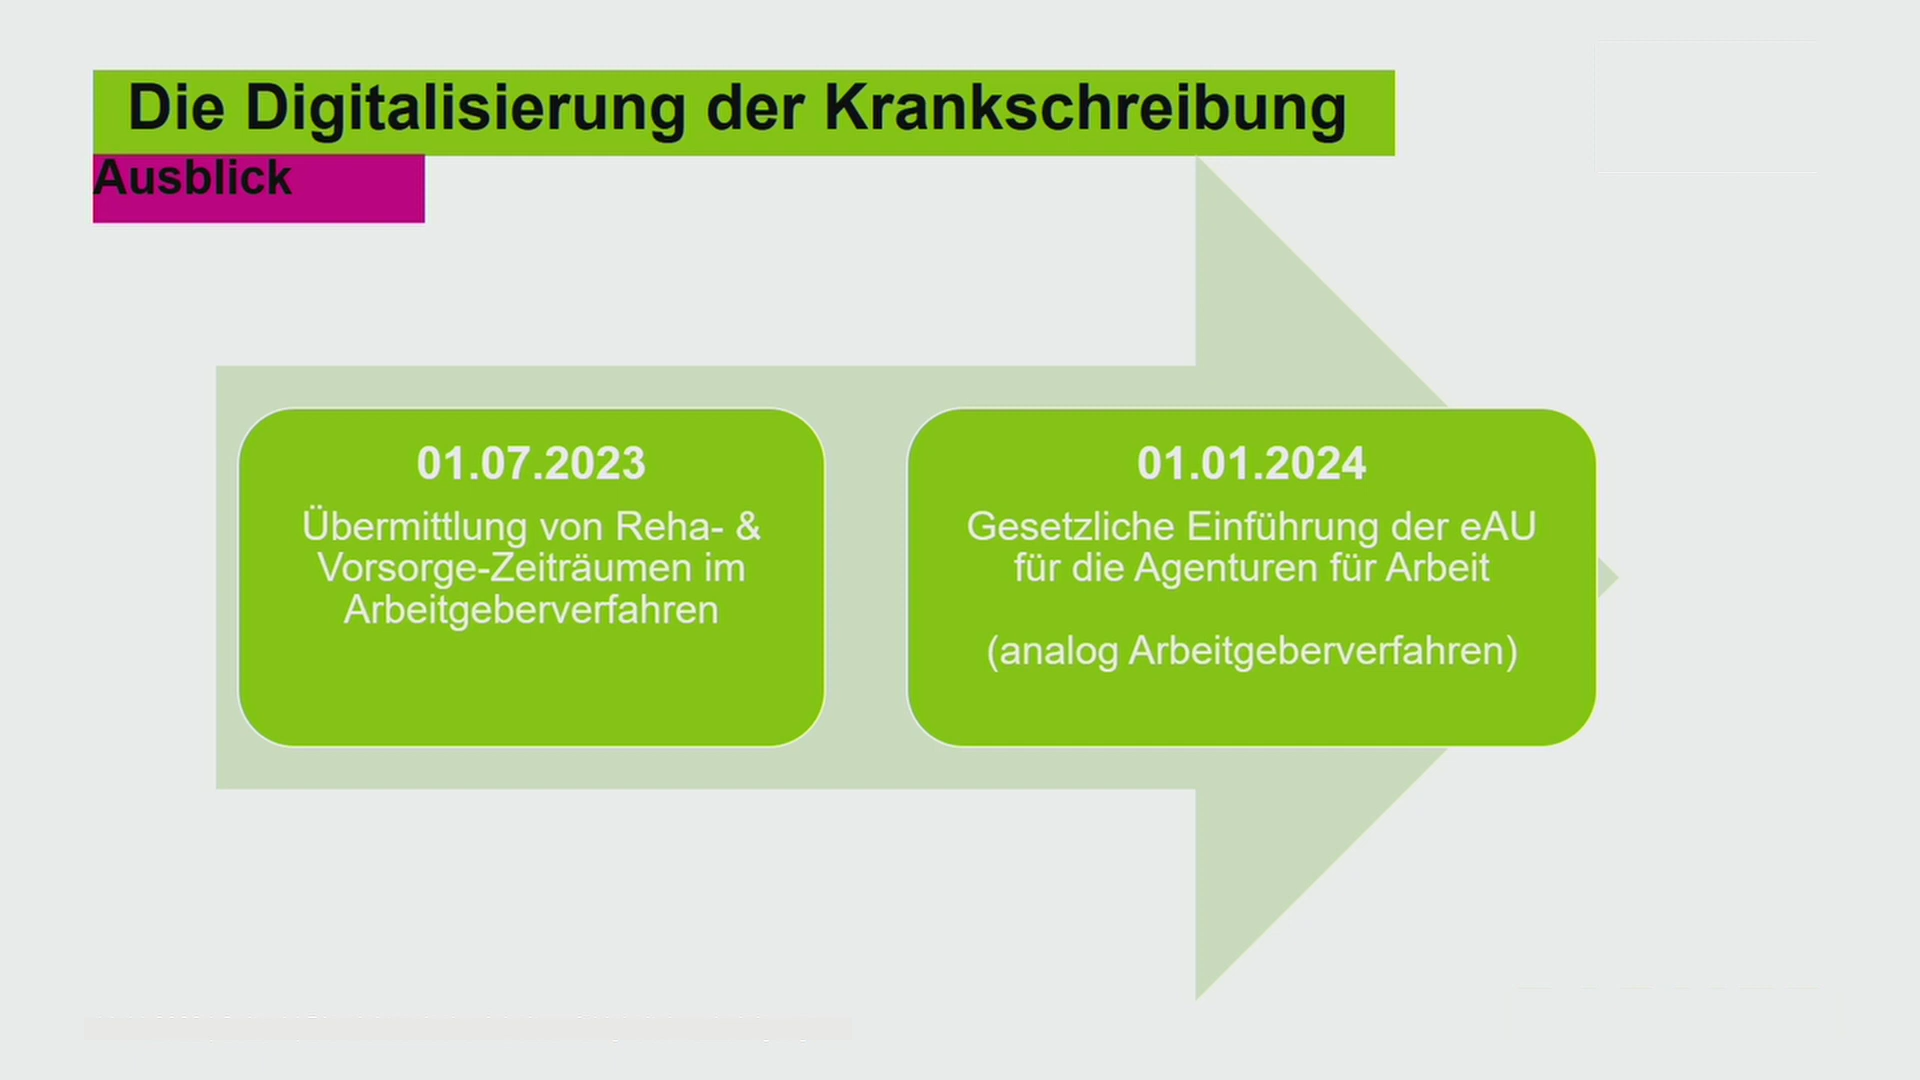 Die Digitalisierung der Krankschreibung
Ausblick
01.07.2023
Übermittlung von Reha- &
Vorsorge-Zeiträumen im
Arbeitgeberverfahren
01.01.2024
Gesetzliche Einführung der eAU
für die Agenturen für Arbeit
(analog Arbeitgeberverfahren)